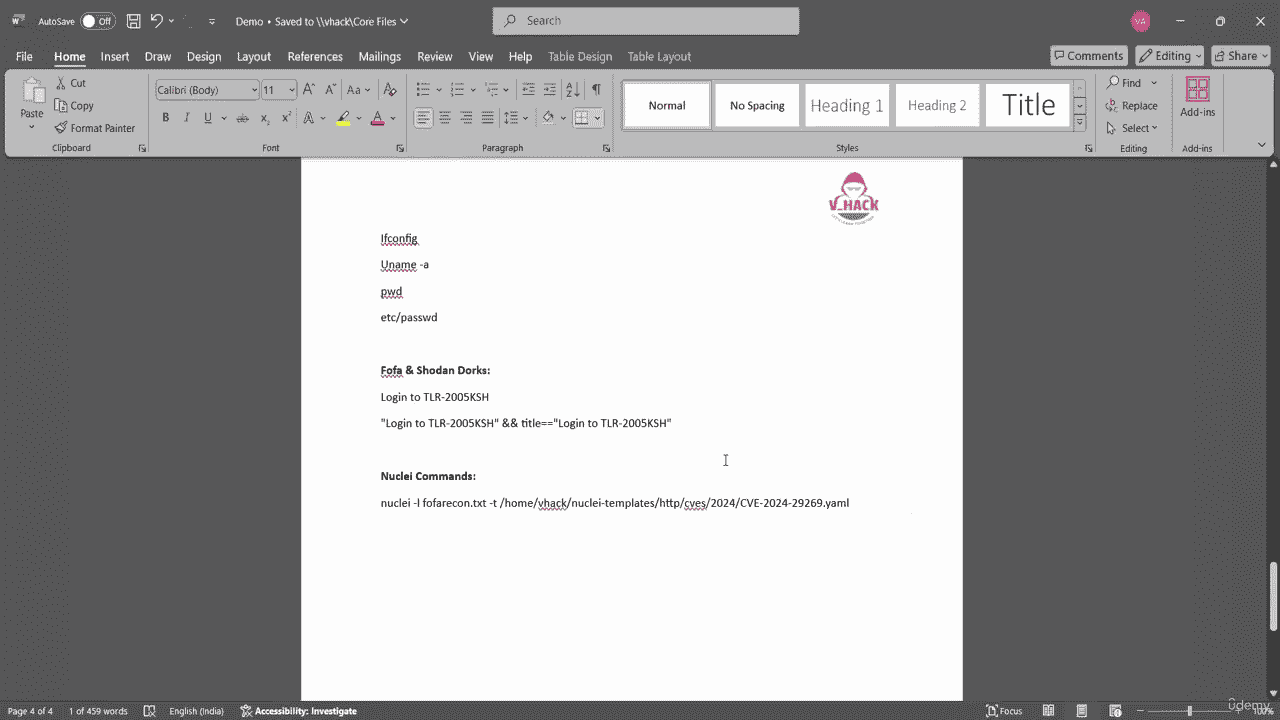 AutoSave Off Demo • Saved to \\vhack\Core Files Search VA
File Home Insert Draw Design Layout References Mailings Review View Help Table Design Table Layout Comments Editing Share
Paste Cut Copy Format Painter
Calibri (Body) 11 Aa
Normal No Spacing Heading 1 Heading 2 Title
Find Replace Select Add-ins
Clipboard Font Paragraph Styles Editing Add-ins
V_HACK
Ifconfig
Uname -a
pwd
etc/passwd
Fofa & Shodan Dorks:
Login to TLR-2005KSH
"Login to TLR-2005KSH" && title=="Login to TLR-2005KSH"
Nuclei Commands:
nuclei -l fofarecon.txt -t /home/vhack/nuclei-templates/http/cves/2024/CVE-2024-29269.yaml
Page 4 of 4 1 of 459 words English (India) Accessibility: Investigate Focus 100%
Udemy